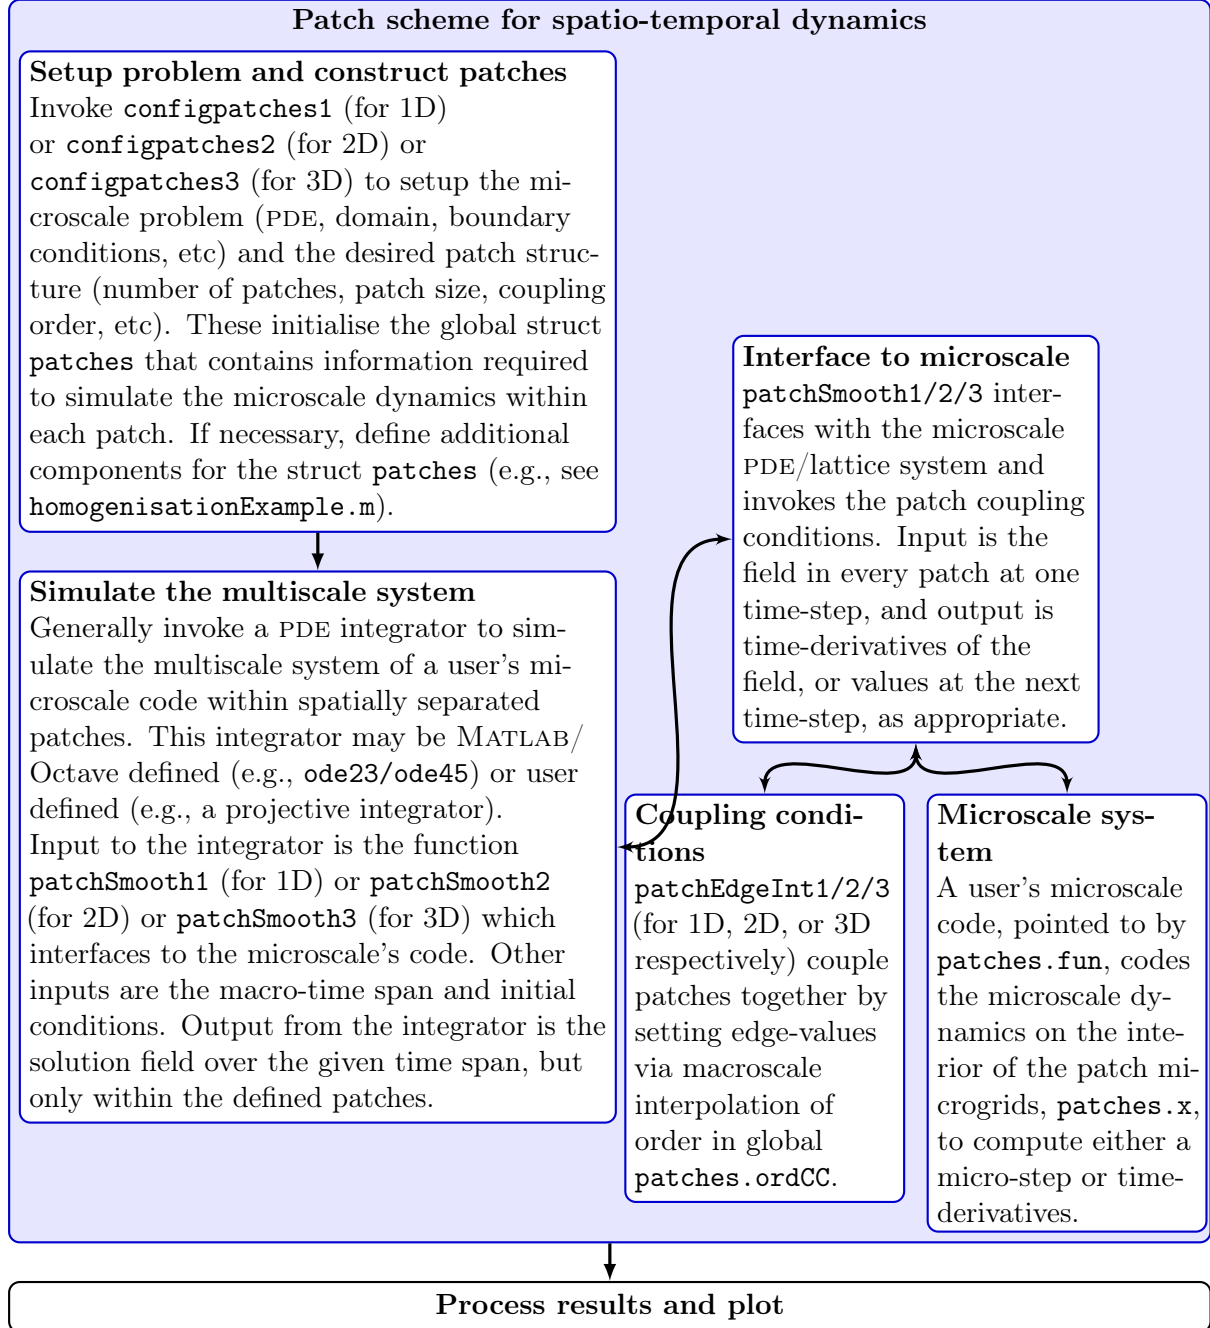 Patch scheme for spatio-temporal dynamics
Setup problem and construct patches
Invoke configpatches1 (for 1D)
or configpatches2 (for 2D) or
configpatches3 (for 3D) to setup the mi-
croscale problem (PDE, domain, boundary
conditions, etc) and the desired patch struc-
ture (number of patches, patch size, coupling
order, etc). These initialise the global struct
patches that contains information required
to simulate the microscale dynamics within
each patch. If necessary, define additional
components for the struct patches (e.g., see
homogenisationExample.m).
Simulate the multiscale system
Generally invoke a PDE integrator to sim-
ulate the multiscale system of a user's mi-
croscale code within spatially separated
patches. This integrator may be MATLAB/
Octave defined (e.g., ode23/ode45) or user
defined (e.g., a projective integrator).
Input to the integrator is the function
patchSmooth1 (for 1D) or patchSmooth2
(for 2D) or patchSmooth3 (for 3D) which
interfaces to the microscale's code. Other
inputs are the macro-time span and initial
conditions. Output from the integrator is the
solution field over the given time span, but
only within the defined patches.
Interface to microscale
patchSmooth1/2/3 inter-
faces with the microscale
PDE/lattice system and
invokes the patch coupling
conditions. Input is the
field in every patch at one
time-step, and output is
time-derivatives of the
field, or values at the next
time-step, as appropriate.
Coupling condi-
tions
patchEdgeInt1/2/3
(for 1D, 2D, or 3D
respectively) couple
patches together by
setting edge-values
via macroscale
interpolation of
order in global
patches.ordCC.
Microscale sys-
tem
A user's microscale
code, pointed to by
patches.fun, codes
the microscale dy-
namics on the inte-
rior of the patch mi-
crogrids, patches.x,
to compute either a
micro-step or time-
derivatives.
Process results and plot